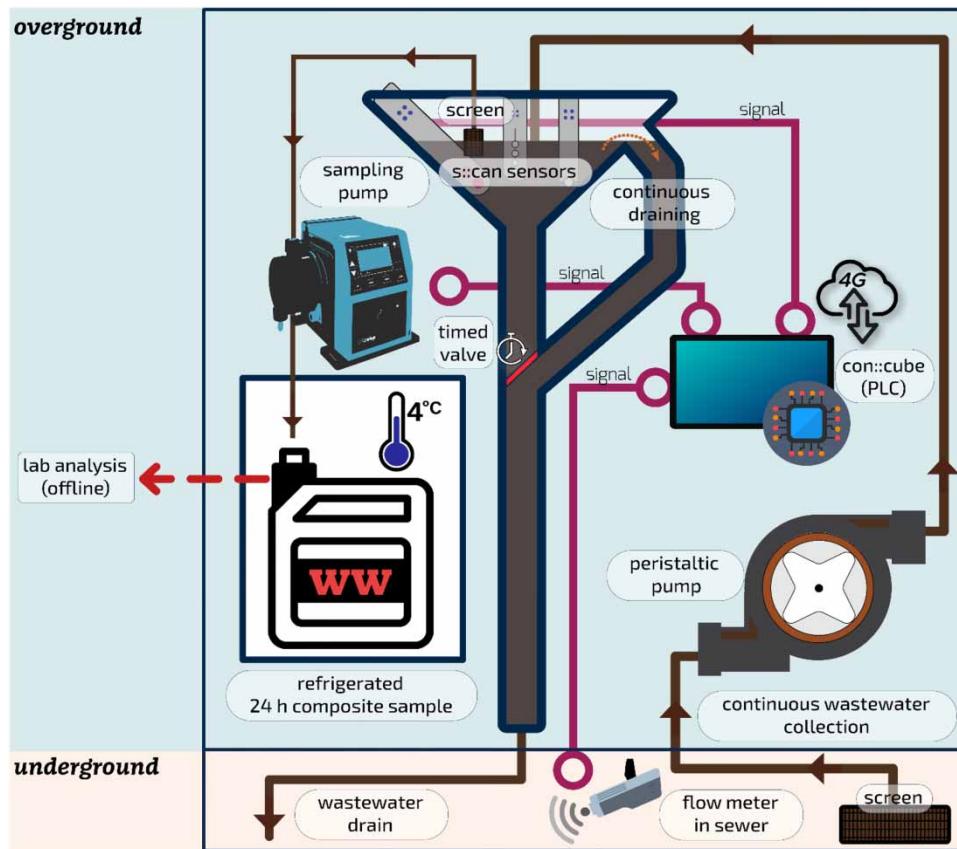 overground
screen
signal
s::can sensors
sampling
pump
continuous
draining
signal
4G
timed
valve
signal
con::cube
(PLC)
4°C
lab analysis
(offline)
WW
peristaltic
pump
refrigerated
24 h composite sample
continuous wastewater
collection
underground
wastewater
drain
flow meter
in sewer
screen